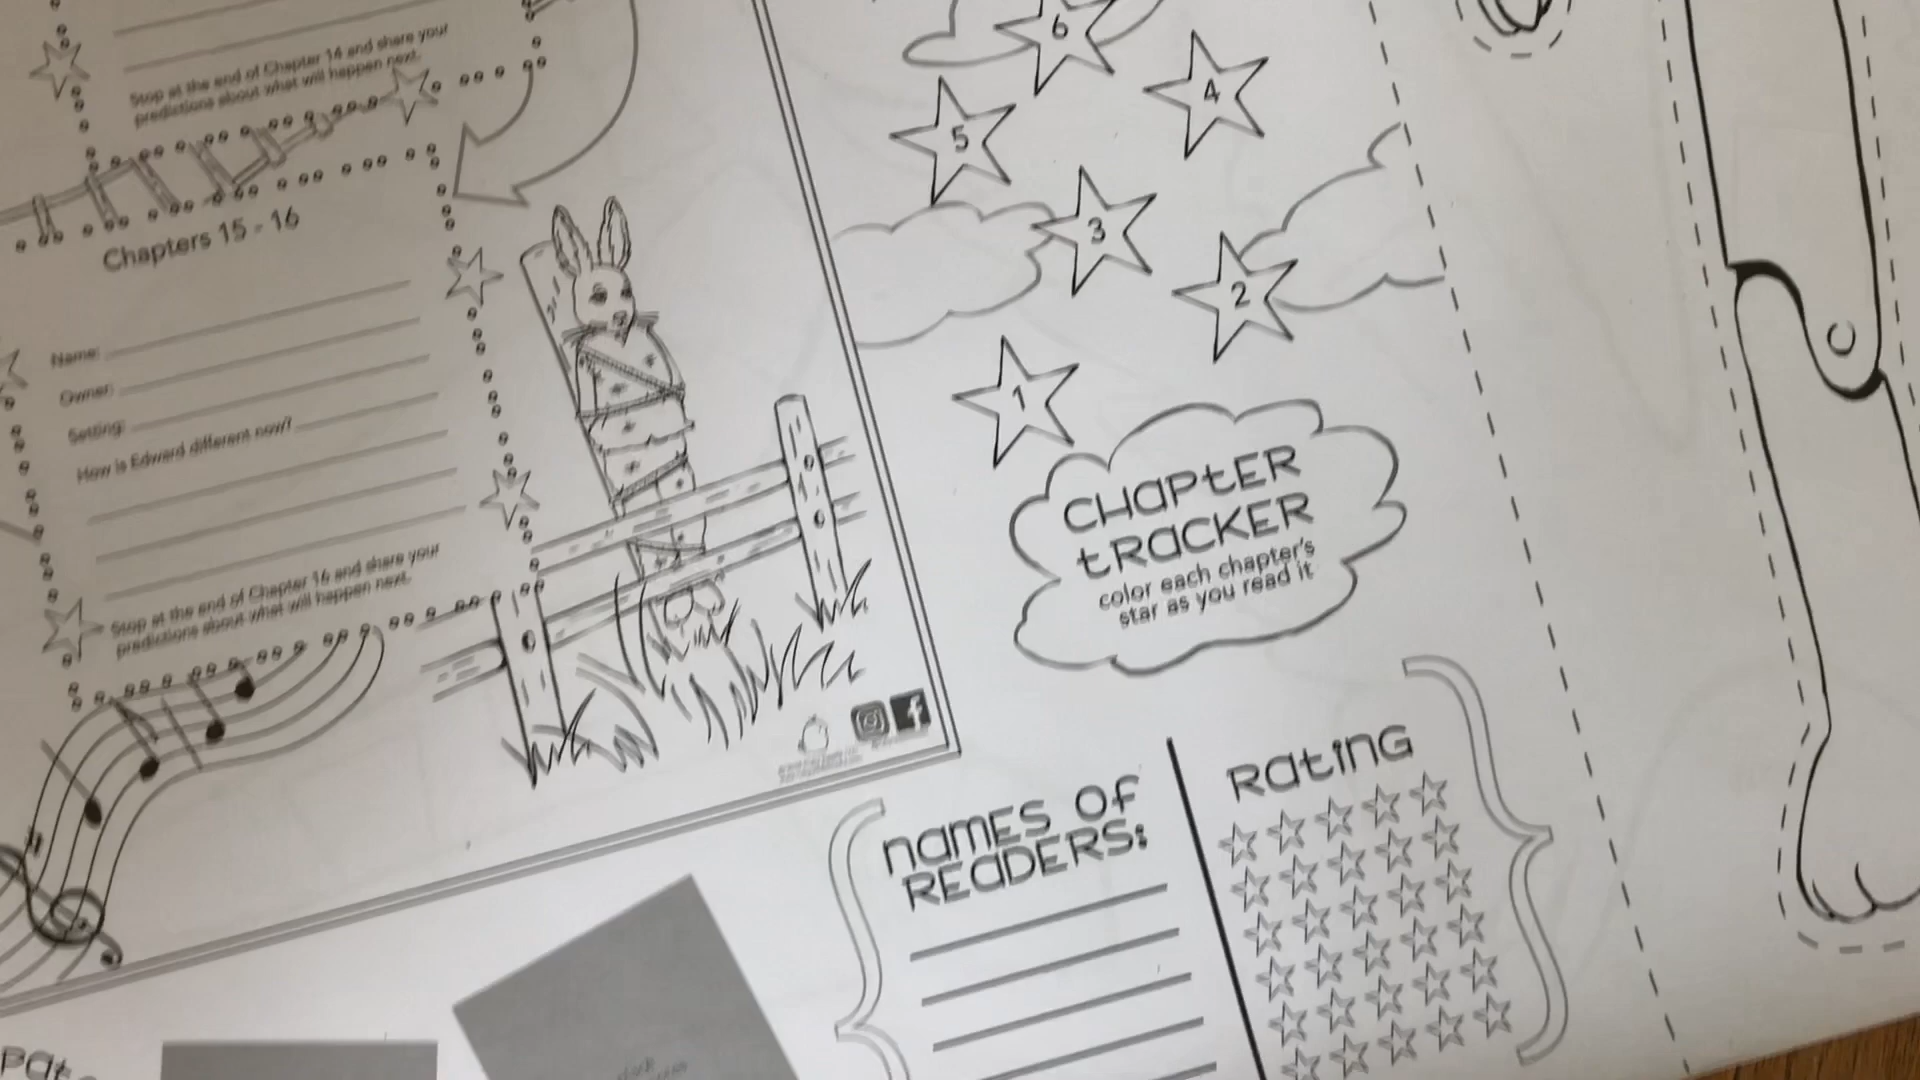 Stop at the end of Chapter 14 and share your
predictions about what will happen next.
Chapters 15 - 16
Name:
Owner:
Setting:
How is Edward different now?
Stop at the end of Chapter 16 and share your
predictions about what will happen next.
6
4
5
3
2
1
CHAPTER
TRACKER
color each chapter's
star as you read it
NAMES OF
READERS:
RATING